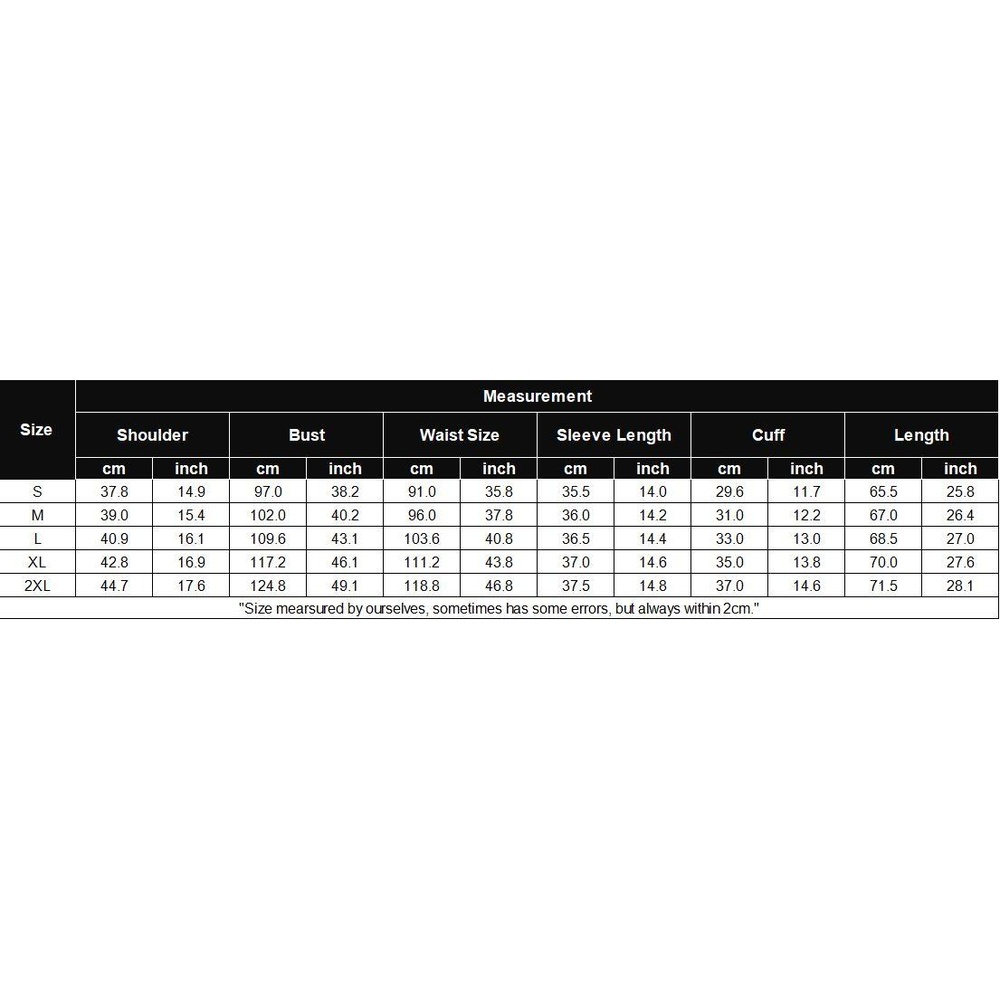 Measurement
Size
Shoulder Bust Waist Size Sleeve Length Cuff Length
cm inch cm inch cm inch cm inch cm inch cm inch
S 37.8 14.9 97.0 38.2 91.0 35.8 35.5 14.0 29.6 11.7 65.5 25.8
M 39.0 15.4 102.0 40.2 96.0 37.8 36.0 14.2 31.0 12.2 67.0 26.4
L 40.9 16.1 109.6 43.1 103.6 40.8 36.5 14.4 33.0 13.0 68.5 27.0
XL 42.8 16.9 117.2 46.1 111.2 43.8 37.0 14.6 35.0 13.8 70.0 27.6
2XL 44.7 17.6 124.8 49.1 118.8 46.8 37.5 14.8 37.0 14.6 71.5 28.1
"Size mearsured by ourselves, sometimes has some errors, but always within 2cm."